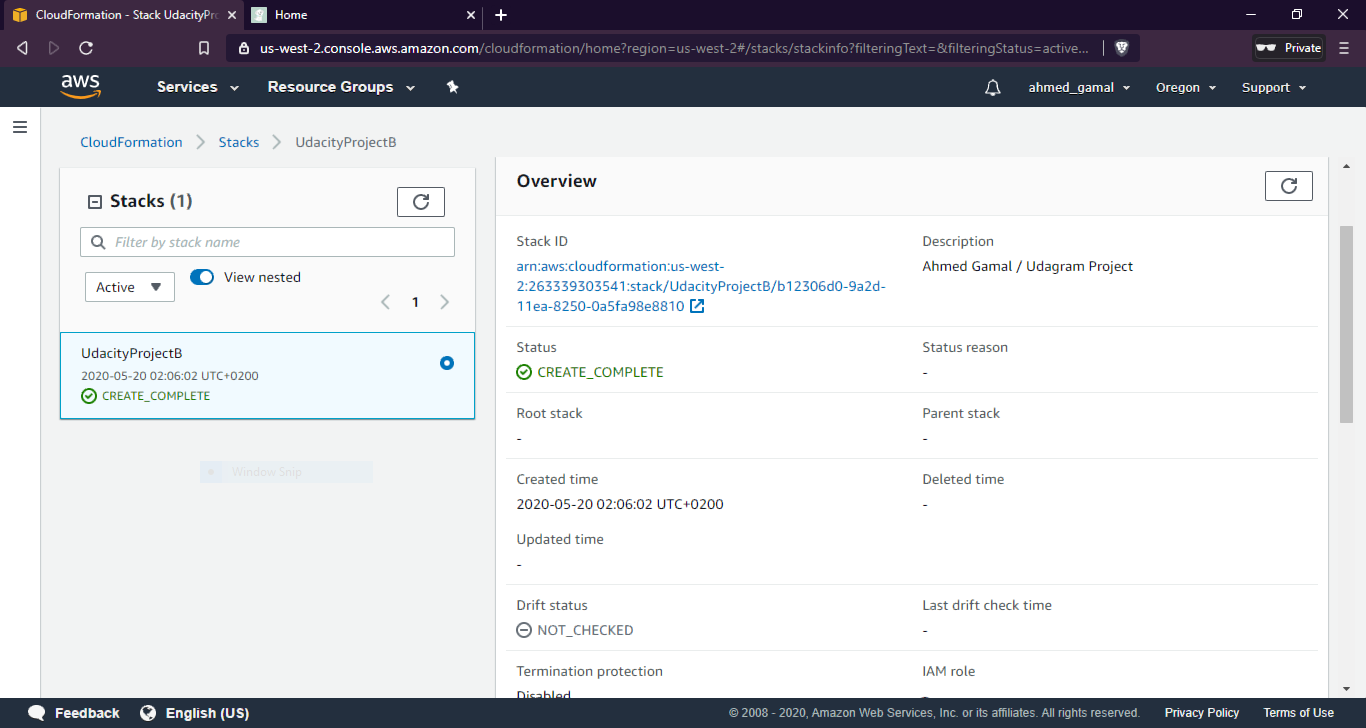 CloudFormation - Stack UdacityPro
Home
us-west-2.console.aws.amazon.com/cloudformation/home?region=us-west-2#/stacks/stackinfo?filteringText=&filteringStatus=active...
Private
aws
Services
Resource Groups
ahmed_gamal
Oregon
Support
CloudFormation
Stacks
UdacityProjectB
Stacks (1)
Filter by stack name
Active
View nested
1
UdacityProjectB
2020-05-20 02:06:02 UTC+0200
CREATE_COMPLETE
Window Snip
Overview
Stack ID
arn:aws:cloudformation:us-west-
2:263339303541:stack/UdacityProjectB/b12306d0-9a2d-
11ea-8250-0a5fa98e8810
Description
Ahmed Gamal / Udagram Project
Status
CREATE_COMPLETE
Status reason
-
Root stack
-
Parent stack
-
Created time
2020-05-20 02:06:02 UTC+0200
Deleted time
-
Updated time
-
Drift status
NOT_CHECKED
Last drift check time
-
Termination protection
Disabled
IAM role
Feedback
English (US)
© 2008 - 2020, Amazon Web Services, Inc. or its affiliates. All rights reserved.
Privacy Policy
Terms of Use